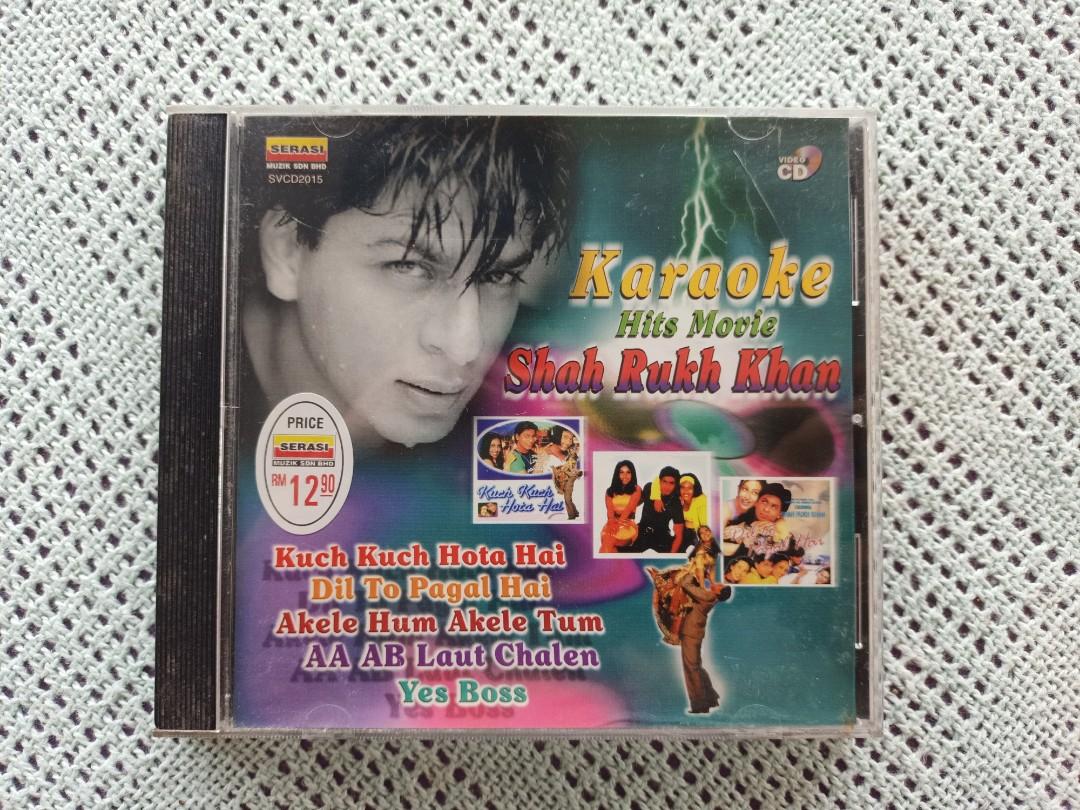 SERASI
MUZIK SDN BHD
SVCD2015
VIDEO
CD
Karaoke
Hits Movie
Shah Rukh Khan
PRICE
SERASI
MUZIK SDN BHD
RM 12.90
Kuch Kuch
Hota Hai
Kuch Kuch Hota Hai
Dil To Pagal Hai
Akele Hum Akele Tum
AA AB Laut Chalen
Yes Boss